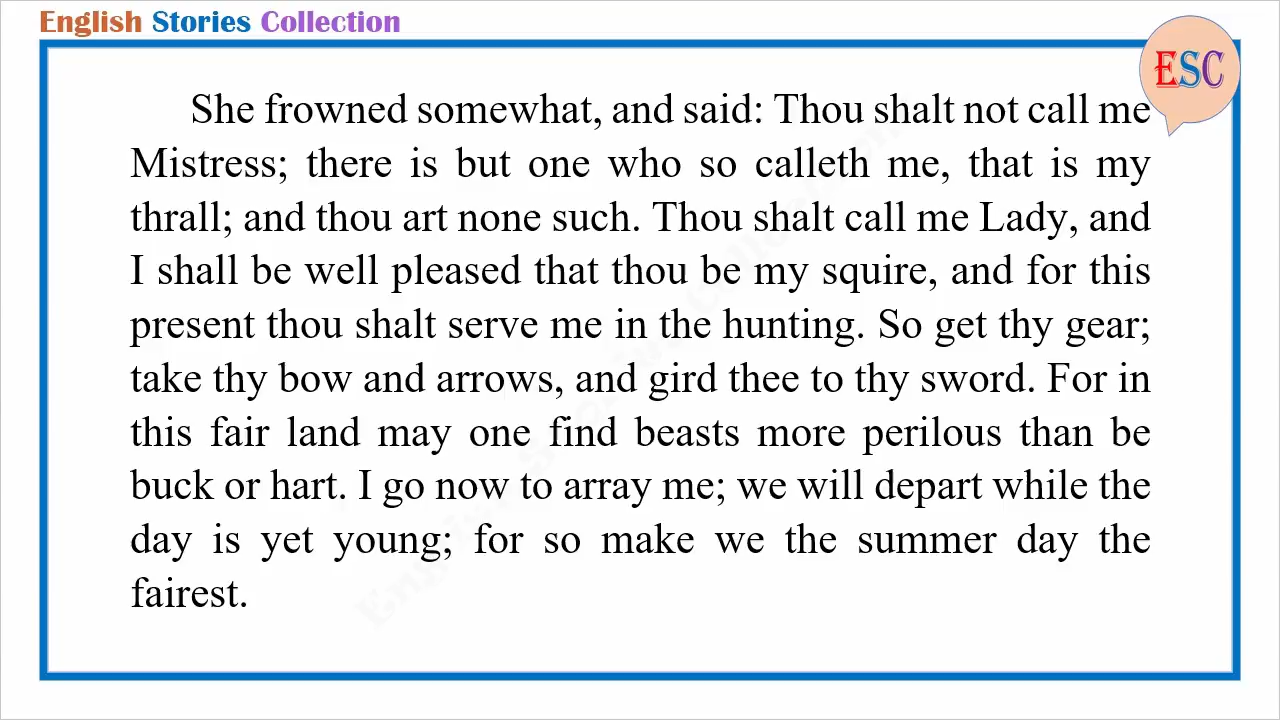 English Stories Collection
ESC
She frowned somewhat, and said: Thou shalt not call me
Mistress; there is but one who so calleth me, that is my
thrall; and thou art none such. Thou shalt call me Lady, and
I shall be well pleased that thou be my squire, and for this
present thou shalt serve me in the hunting. So get thy gear;
take thy bow and arrows, and gird thee to thy sword. For in
this fair land may one find beasts more perilous than be
buck or hart. I go now to array me; we will depart while the
day is yet young; for so make we the summer day the
fairest.
English Stories Collection